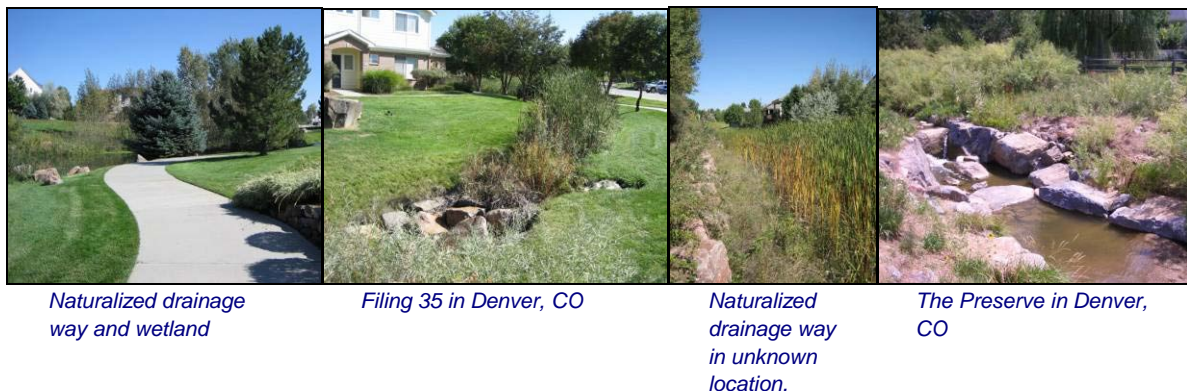 Naturalized drainage
way and wetland
Filing 35 in Denver, CO
Naturalized
drainage way
in unknown
location.
The Preserve in Denver,
CO